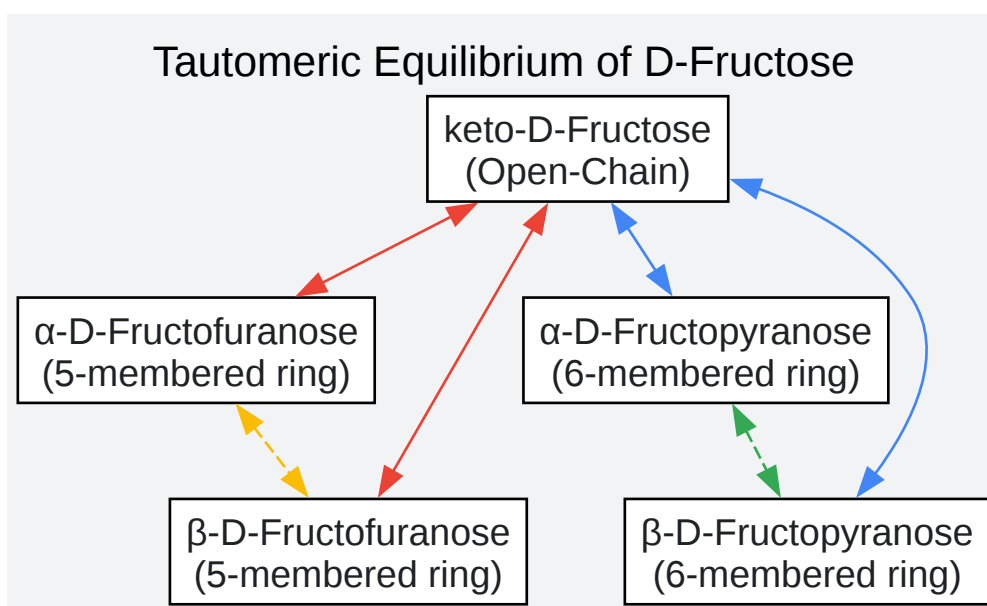 Tautomeric Equilibrium of D-Fructose
keto-D-Fructose
(Open-Chain)
α-D-Fructofuranose
(5-membered ring)
α-D-Fructopyranose
(6-membered ring)
β-D-Fructofuranose
(5-membered ring)
β-D-Fructopyranose
(6-membered ring)